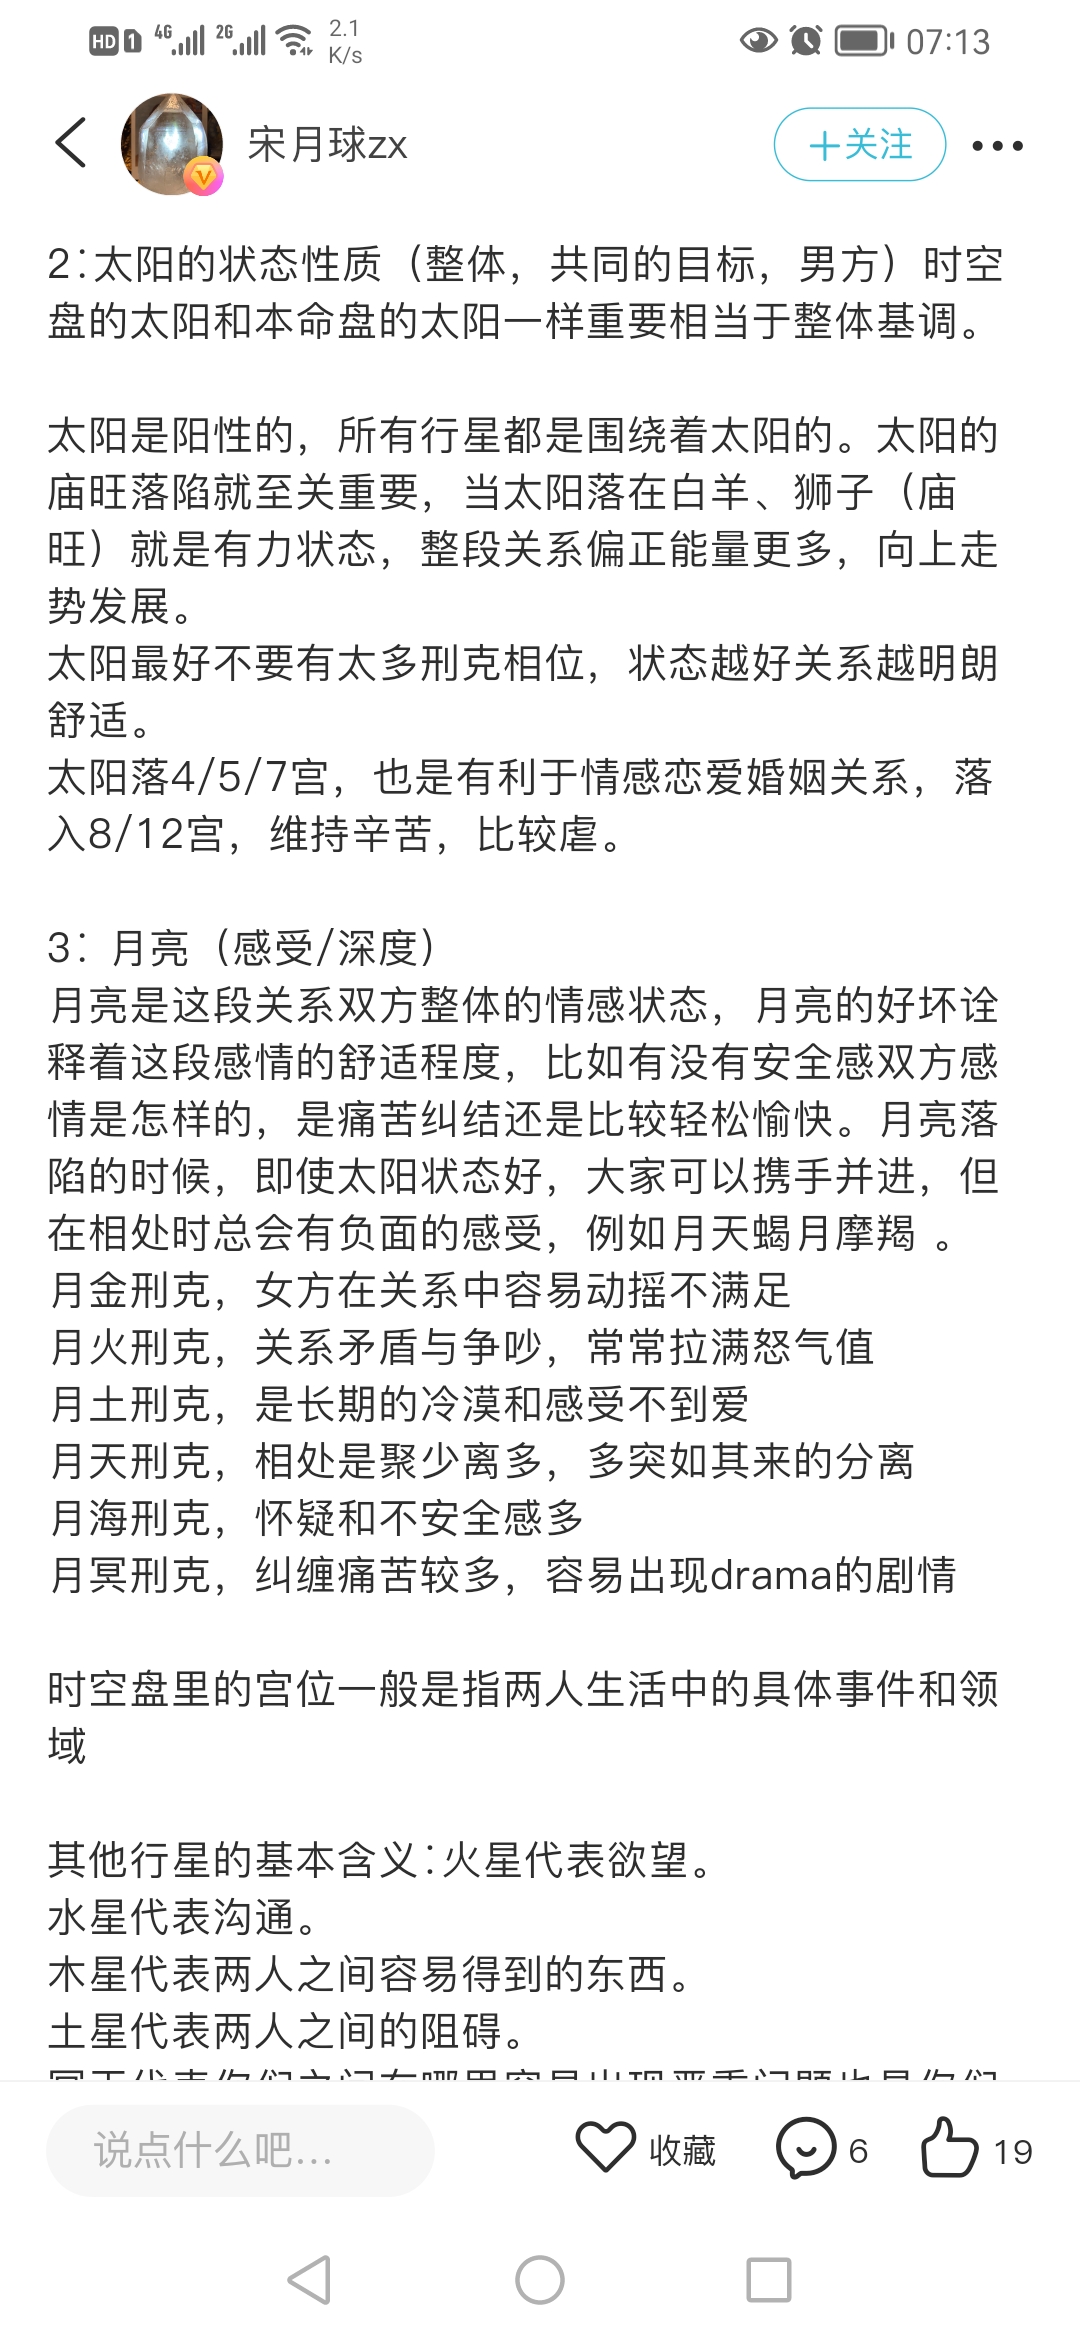 HD 1 4G 2G 2.1 K/s 07:13
宋月球zx
+关注
2:太阳的状态性质（整体，共同的目标，男方）时空
盘的太阳和本命盘的太阳一样重要相当于整体基调。
太阳是阳性的，所有行星都是围绕着太阳的。太阳的
庙旺落陷就至关重要，当太阳落在白羊、狮子（庙
旺）就是有力状态，整段关系偏正能量更多，向上走
势发展。
太阳最好不要有太多刑克相位，状态越好关系越明朗
舒适。
太阳落4/5/7宫，也是有利于情感恋爱婚姻关系，落
入8/12宫，维持辛苦，比较虐。
3：月亮（感受/深度）
月亮是这段关系双方整体的情感状态，月亮的好坏诠
释着这段感情的舒适程度，比如有没有安全感双方感
情是怎样的，是痛苦纠结还是比较轻松愉快。月亮落
陷的时候，即使太阳状态好，大家可以携手并进，但
在相处时总会有负面的感受，例如月天蝎月摩羯 。
月金刑克，女方在关系中容易动摇不满足
月火刑克，关系矛盾与争吵，常常拉满怒气值
月土刑克，是长期的冷漠和感受不到爱
月天刑克，相处是聚少离多，多突如其来的分离
月海刑克，怀疑和不安全感多
月冥刑克，纠缠痛苦较多，容易出现drama的剧情
时空盘里的宫位一般是指两人生活中的具体事件和领
域
其他行星的基本含义:火星代表欲望。
水星代表沟通。
木星代表两人之间容易得到的东西。
土星代表两人之间的阻碍。
说点什么吧...
收藏
6
19